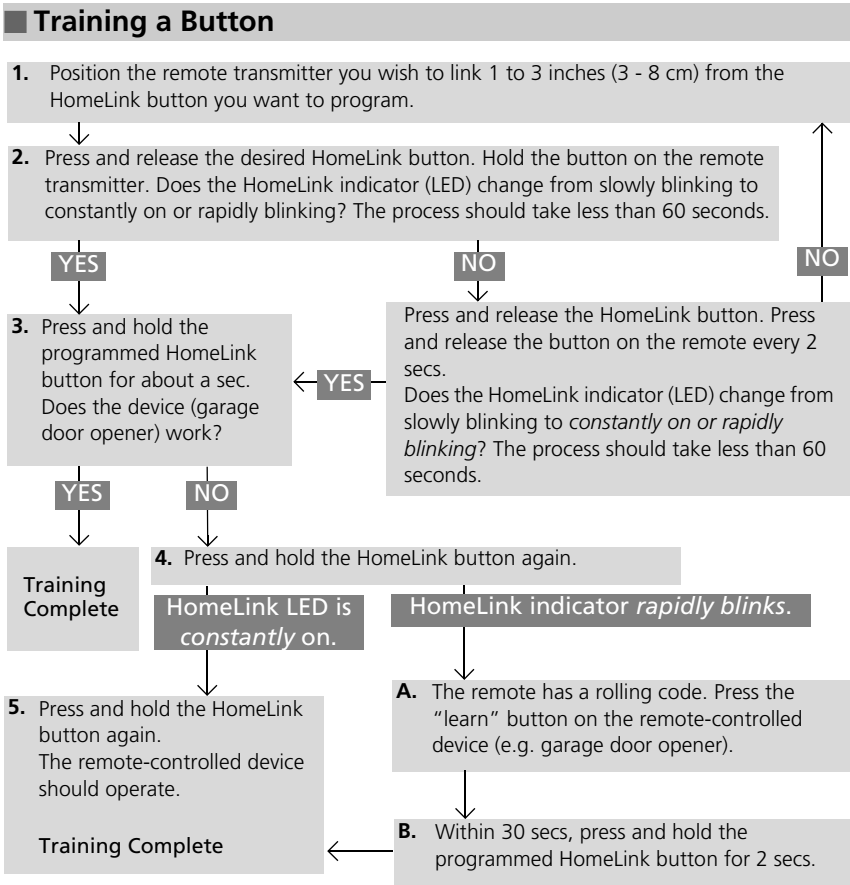 Training a Button
1. Position the remote transmitter you wish to link 1 to 3 inches (3 - 8 cm) from the
HomeLink button you want to program.
2. Press and release the desired HomeLink button. Hold the button on the remote
transmitter. Does the HomeLink indicator (LED) change from slowly blinking to
constantly on or rapidly blinking? The process should take less than 60 seconds.
YES
NO
NO
3. Press and hold the
programmed HomeLink
button for about a sec.
Does the device (garage
door opener) work?
YES
Press and release the HomeLink button. Press
and release the button on the remote every 2
secs.
Does the HomeLink indicator (LED) change from
slowly blinking to constantly on or rapidly
blinking? The process should take less than 60
seconds.
YES
NO
Training
Complete
4. Press and hold the HomeLink button again.
HomeLink LED is
constantly on.
HomeLink indicator rapidly blinks.
5. Press and hold the HomeLink
button again.
The remote-controlled device
should operate.
Training Complete
A. The remote has a rolling code. Press the
“learn” button on the remote-controlled
device (e.g. garage door opener).
B. Within 30 secs, press and hold the
programmed HomeLink button for 2 secs.